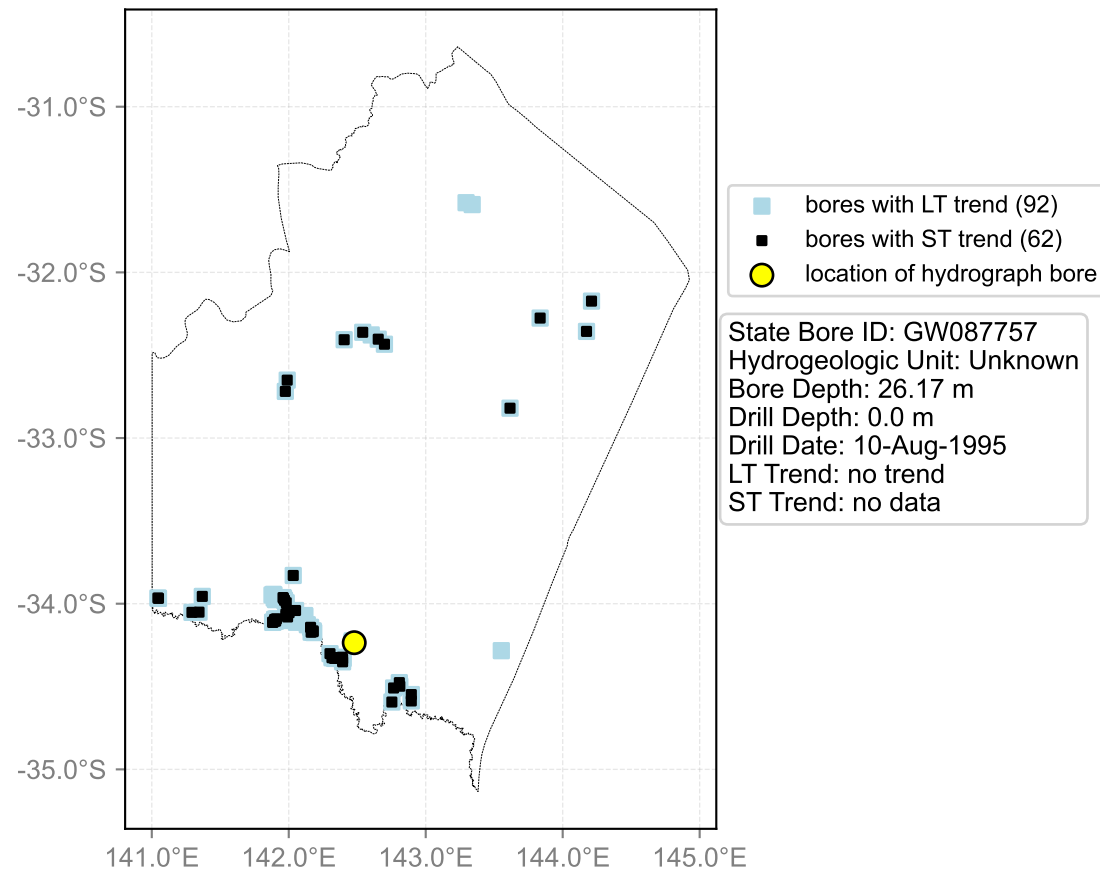 -31.0°S
-32.0°S
-33.0°S
-34.0°S
-35.0°S
141.0°E 142.0°E 143.0°E 144.0°E 145.0°E
bores with LT trend (92)
bores with ST trend (62)
location of hydrograph bore
State Bore ID: GW087757
Hydrogeologic Unit: Unknown
Bore Depth: 26.17 m
Drill Depth: 0.0 m
Drill Date: 10-Aug-1995
LT Trend: no trend
ST Trend: no data